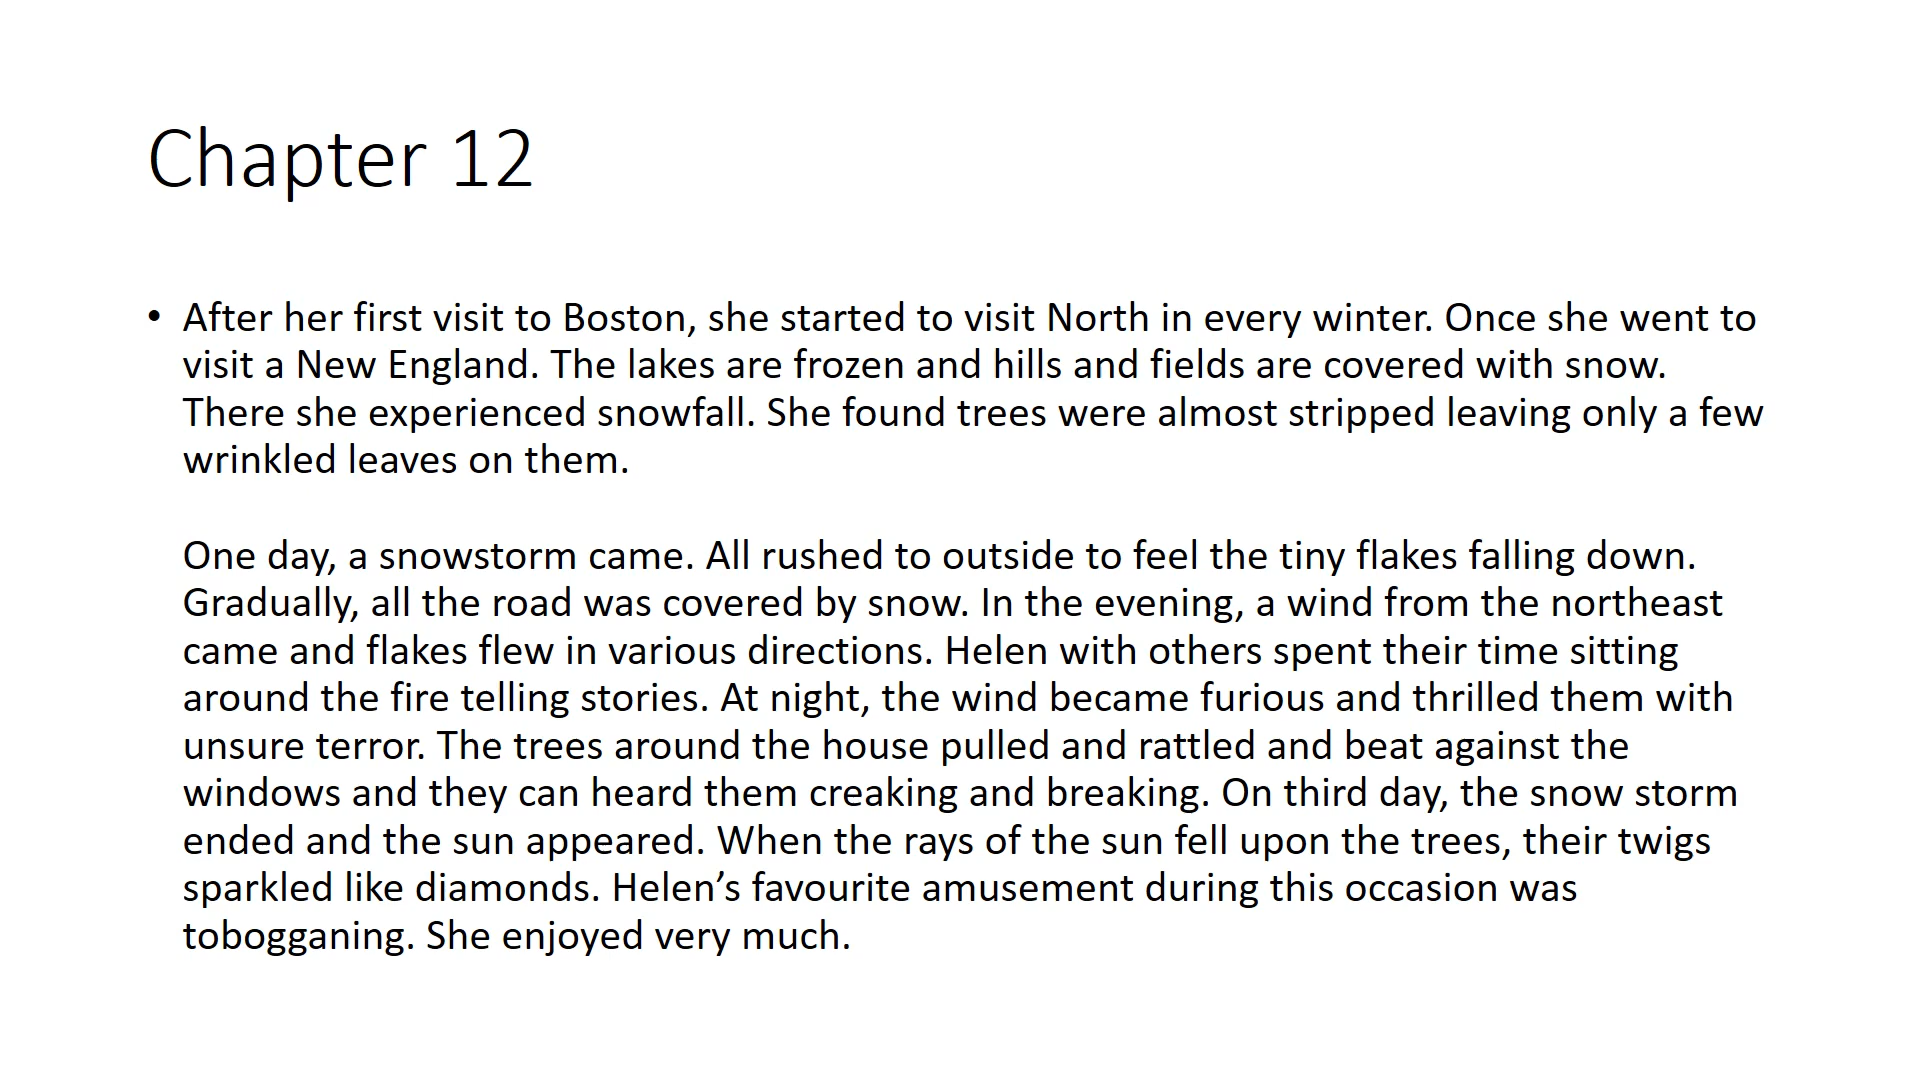 Chapter 12
• After her first visit to Boston, she started to visit North in every winter. Once she went to
visit a New England. The lakes are frozen and hills and fields are covered with snow.
There she experienced snowfall. She found trees were almost stripped leaving only a few
wrinkled leaves on them.
One day, a snowstorm came. All rushed to outside to feel the tiny flakes falling down.
Gradually, all the road was covered by snow. In the evening, a wind from the northeast
came and flakes flew in various directions. Helen with others spent their time sitting
around the fire telling stories. At night, the wind became furious and thrilled them with
unsure terror. The trees around the house pulled and rattled and beat against the
windows and they can heard them creaking and breaking. On third day, the snow storm
ended and the sun appeared. When the rays of the sun fell upon the trees, their twigs
sparkled like diamonds. Helen’s favourite amusement during this occasion was
tobogganing. She enjoyed very much.